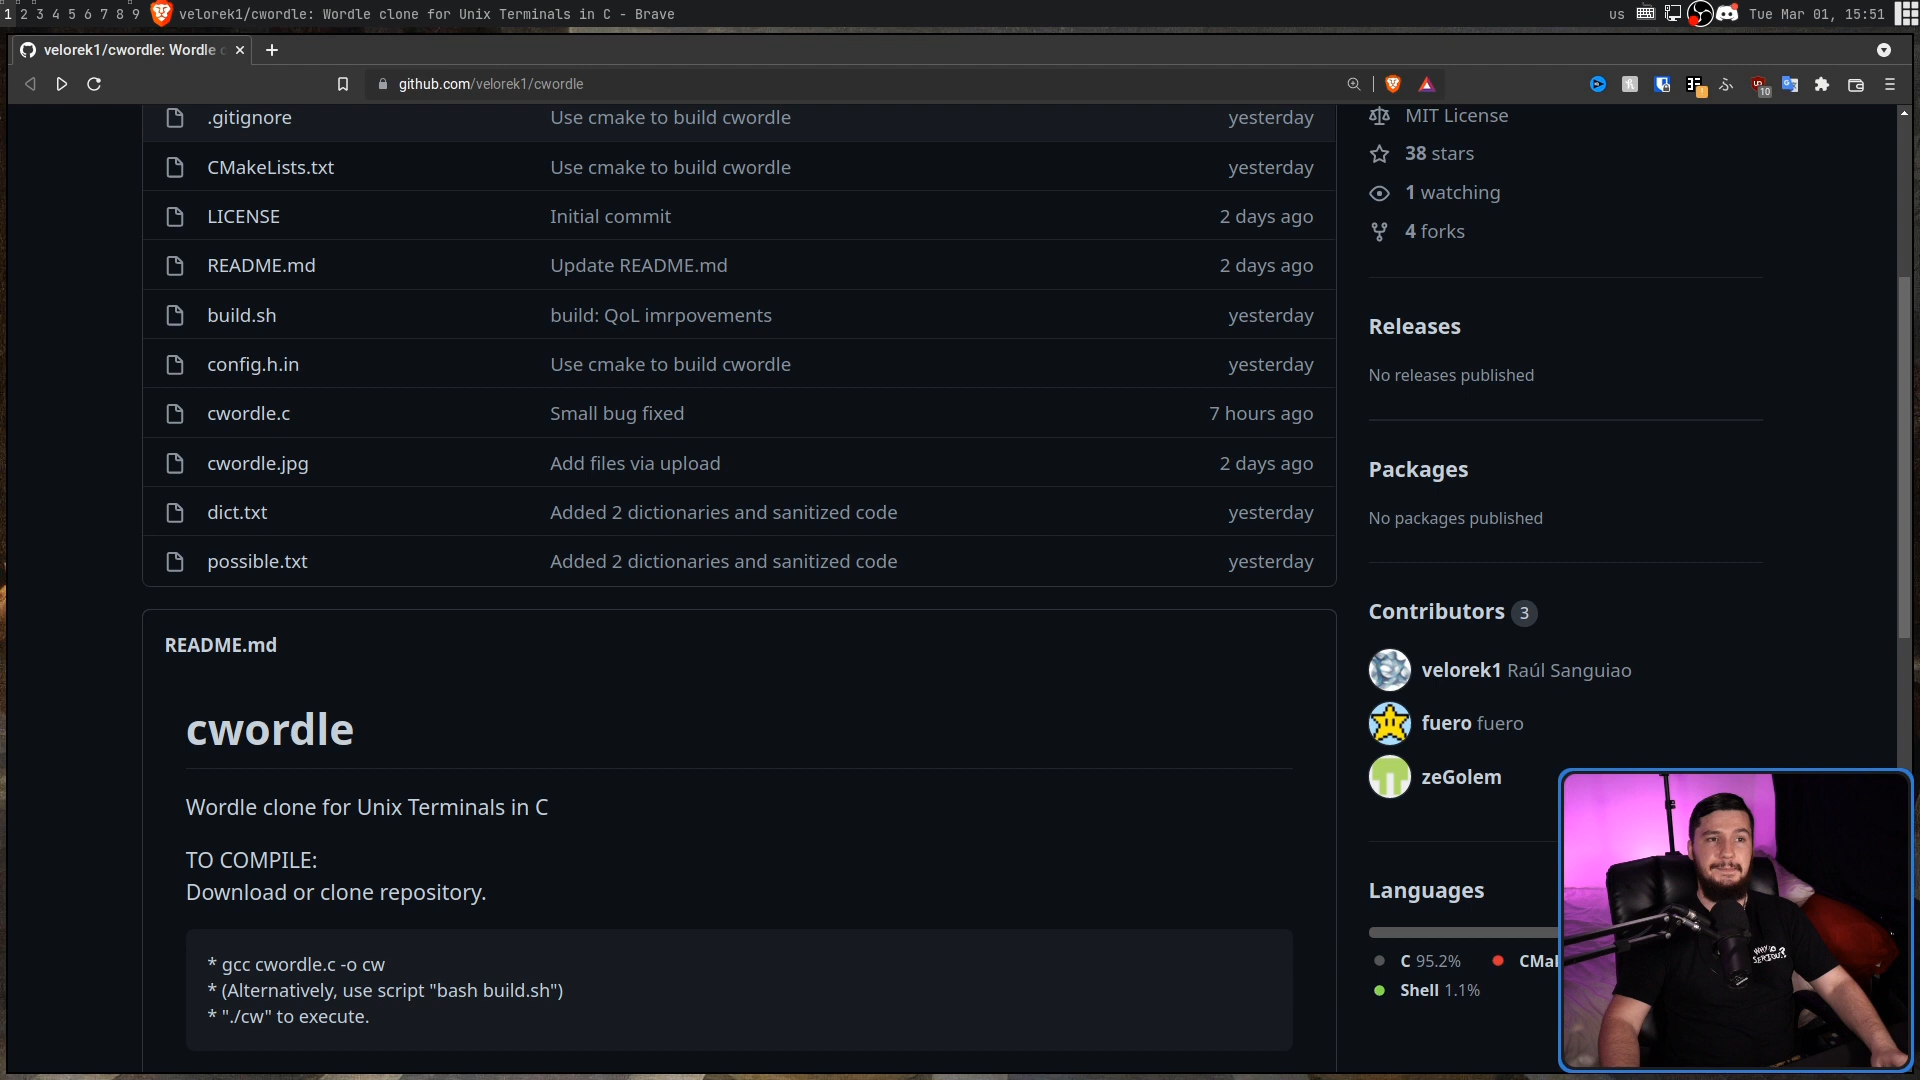 1 2 3 4 5 6 7 8 9 velorek1/cwordle: Wordle clone for Unix Terminals in C - Brave us Tue Mar 01, 15:51
velorek1/cwordle: Wordle
github.com/velorek1/cwordle
10
.gitignore Use cmake to build cwordle yesterday
CMakeLists.txt Use cmake to build cwordle yesterday
LICENSE Initial commit 2 days ago
README.md Update README.md 2 days ago
build.sh build: QoL imrpovements yesterday
config.h.in Use cmake to build cwordle yesterday
cwordle.c Small bug fixed 7 hours ago
cwordle.jpg Add files via upload 2 days ago
dict.txt Added 2 dictionaries and sanitized code yesterday
possible.txt Added 2 dictionaries and sanitized code yesterday
README.md
cwordle
Wordle clone for Unix Terminals in C
TO COMPILE:
Download or clone repository.
* gcc cwordle.c -o cw
* (Alternatively, use script "bash build.sh")
* "./cw" to execute.
MIT License
38 stars
1 watching
4 forks
Releases
No releases published
Packages
No packages published
Contributors 3
velorek1 Raúl Sanguiao
fuero fuero
zeGolem
Languages
C 95.2% CMa
Shell 1.1%
WHY SO
SERIOUS?